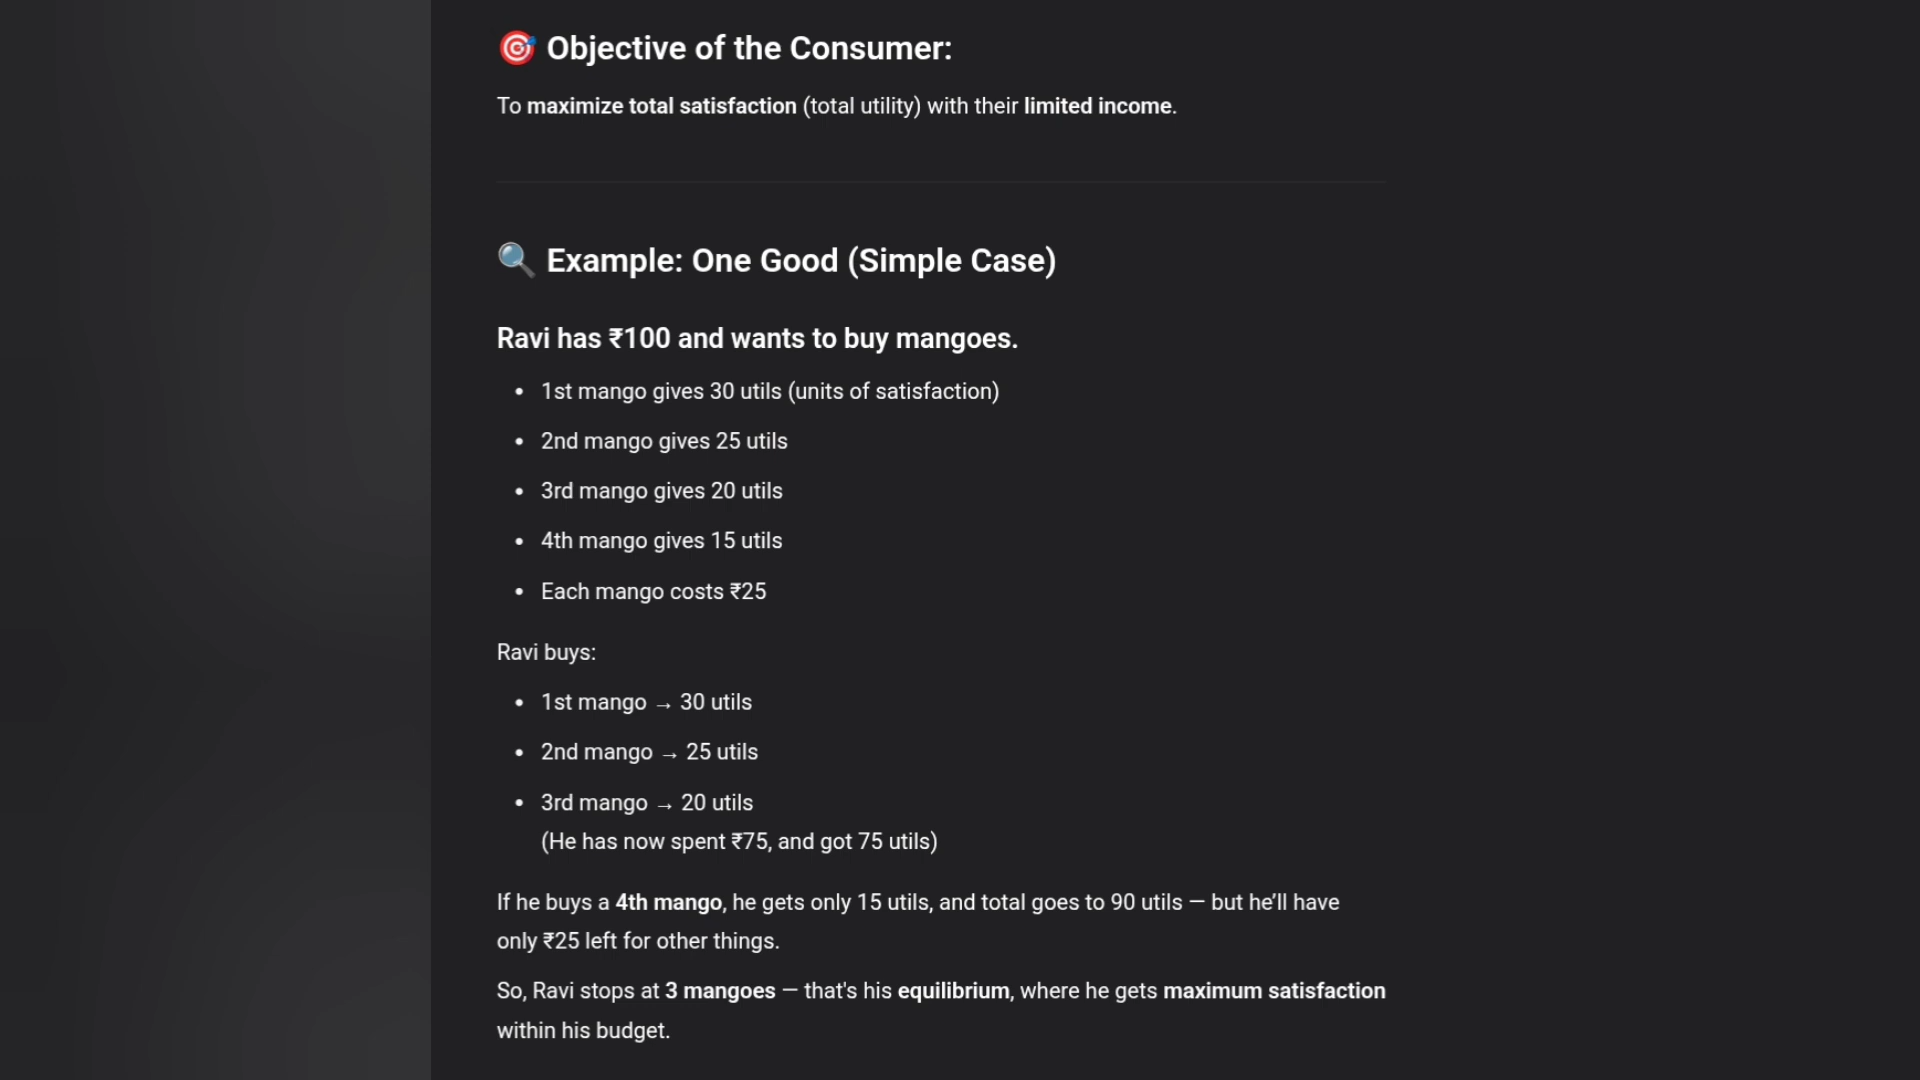 🎯 Objective of the Consumer:
To maximize total satisfaction (total utility) with their limited income.
🔍 Example: One Good (Simple Case)
Ravi has ₹100 and wants to buy mangoes.
• 1st mango gives 30 utils (units of satisfaction)
• 2nd mango gives 25 utils
• 3rd mango gives 20 utils
• 4th mango gives 15 utils
• Each mango costs ₹25
Ravi buys:
• 1st mango → 30 utils
• 2nd mango → 25 utils
• 3rd mango → 20 utils
(He has now spent ₹75, and got 75 utils)
If he buys a 4th mango, he gets only 15 utils, and total goes to 90 utils — but he’ll have
only ₹25 left for other things.
So, Ravi stops at 3 mangoes — that's his equilibrium, where he gets maximum satisfaction
within his budget.